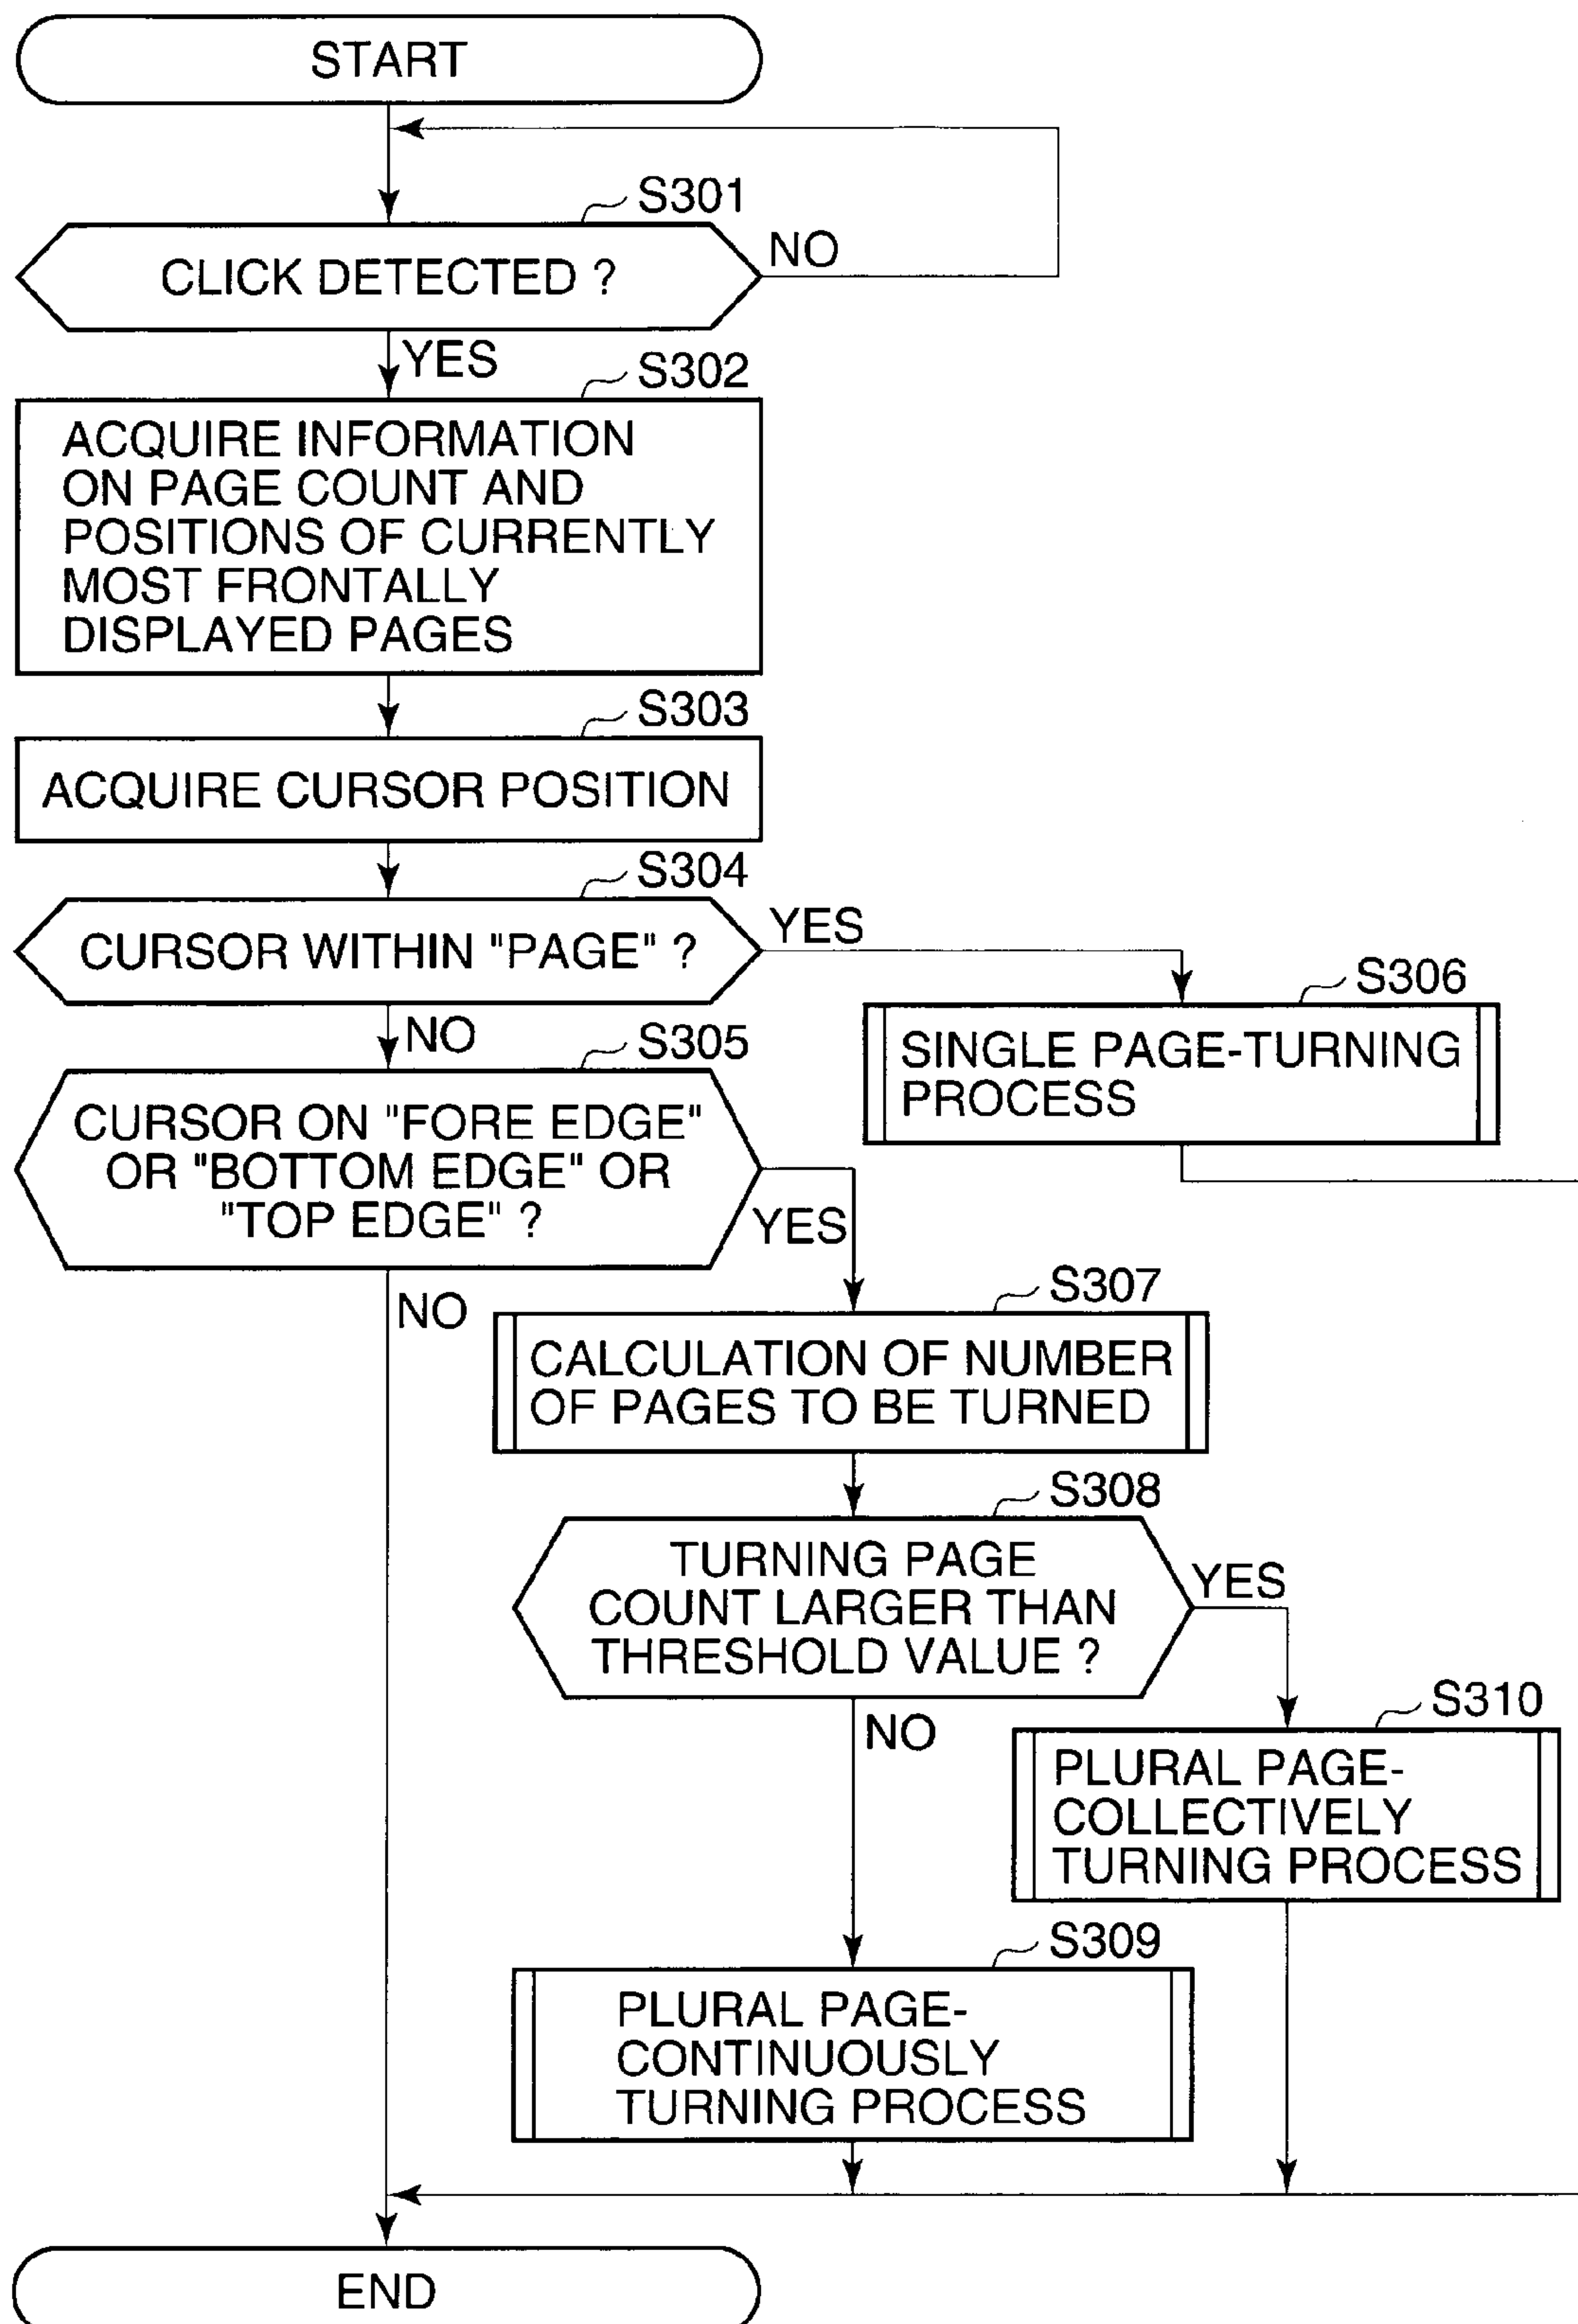 START
S301
CLICK DETECTED ?
NO
YES
S302
ACQUIRE INFORMATION
ON PAGE COUNT AND
POSITIONS OF CURRENTLY
MOST FRONTALLY
DISPLAYED PAGES
S303
ACQUIRE CURSOR POSITION
S304
CURSOR WITHIN "PAGE" ?
YES
NO
S306
SINGLE PAGE-TURNING
PROCESS
S305
CURSOR ON "FORE EDGE"
OR "BOTTOM EDGE" OR
"TOP EDGE" ?
YES
NO
S307
CALCULATION OF NUMBER
OF PAGES TO BE TURNED
S308
TURNING PAGE
COUNT LARGER THAN
THRESHOLD VALUE ?
YES
NO
S310
PLURAL PAGE-
COLLECTIVELY
TURNING PROCESS
S309
PLURAL PAGE-
CONTINUOUSLY
TURNING PROCESS
END